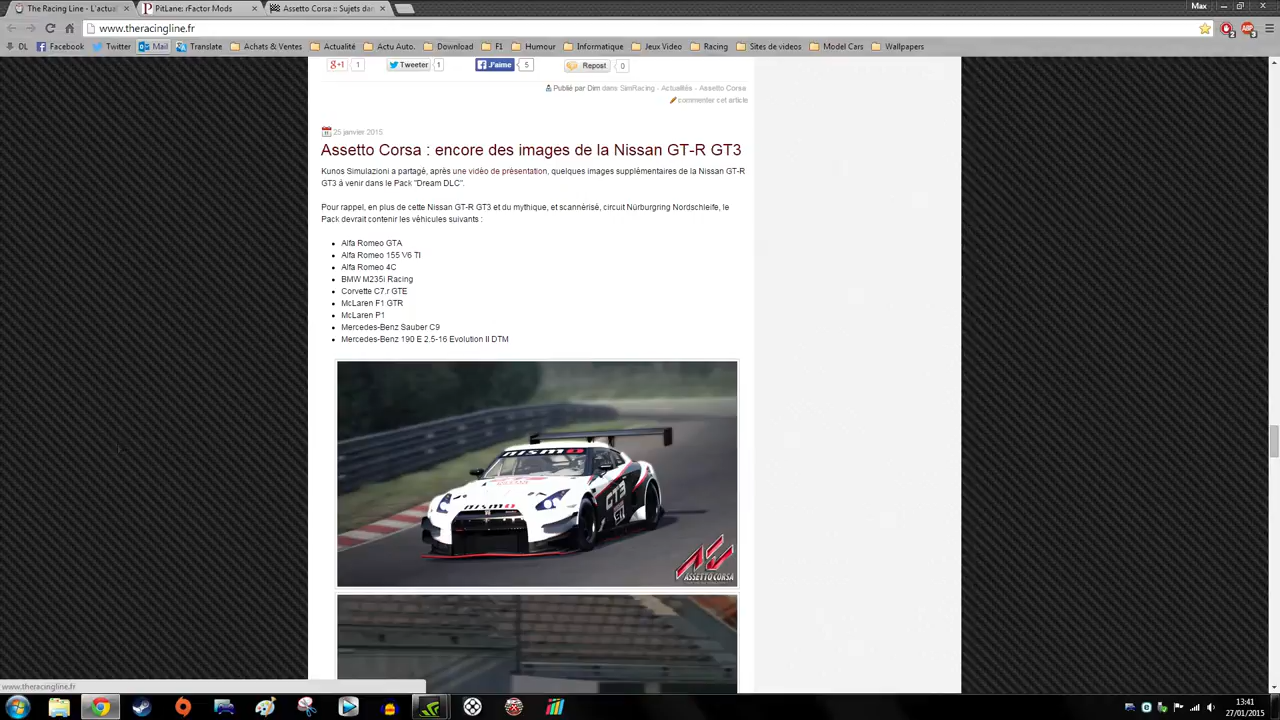 The Racing Line - L'actual
PitLane: rFactor Mods
Assetto Corsa :: Sujets dan
Max
www.theracingline.fr
DL
Facebook
Twitter
Mail
Translate
Achats & Ventes
Actualité
Actu Auto.
Download
F1
Humour
Informatique
Jeux Video
Racing
Sites de videos
Model Cars
Wallpapers
g+1 1
Tweeter 1
J'aime 5
Repost 0
Publié par Dim dans SimRacing - Actualités - Assetto Corsa
commenter cet article
25 janvier 2015
Assetto Corsa : encore des images de la Nissan GT-R GT3
Kunos Simulazioni a partagé, après une vidéo de présentation, quelques images supplémentaires de la Nissan GT-R
GT3 à venir dans le Pack "Dream DLC".
Pour rappel, en plus de cette Nissan GT-R GT3 et du mythique, et scannérisé, circuit Nürburgring Nordschleife, le
Pack devrait contenir les véhicules suivants :
Alfa Romeo GTA
Alfa Romeo 155 V6 TI
Alfa Romeo 4C
BMW M235i Racing
Corvette C7.r GTE
McLaren F1 GTR
McLaren P1
Mercedes-Benz Sauber C9
Mercedes-Benz 190 E 2.5-16 Evolution II DTM
nismo
nismo
GT3
ASSETTO CORSA
www.theracingline.fr
13:41
27/01/2015